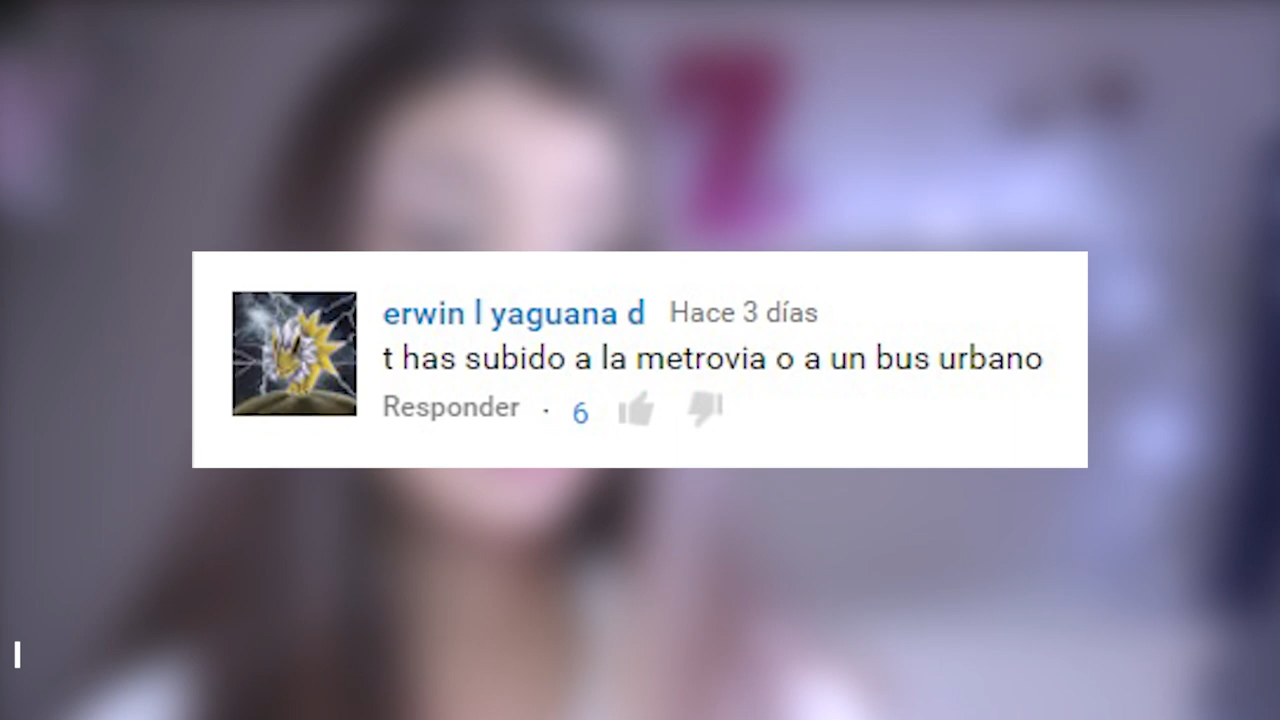 erwin l yaguana d Hace 3 días
t has subido a la metrovia o a un bus urbano
Responder · 6